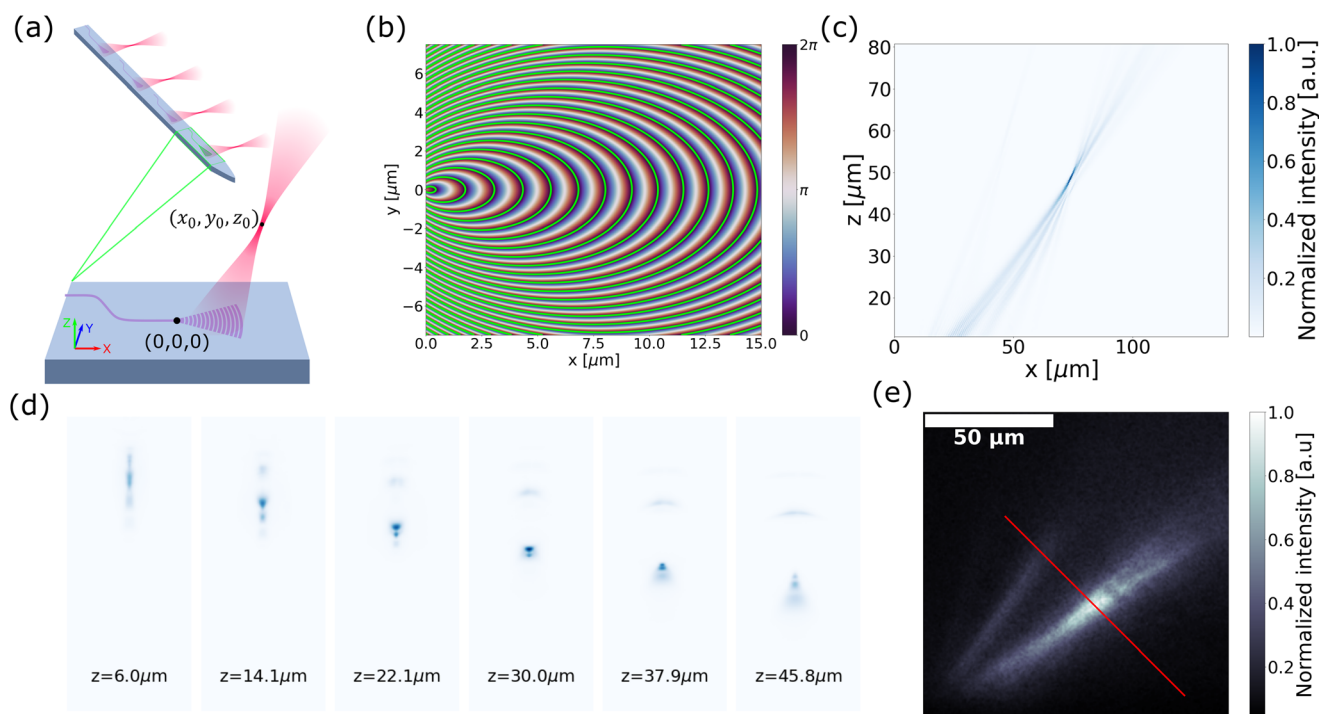 (a)
(x₀, y₀, z₀)
Z
Y
X
(0,0,0)
(b)
y [μm]
6
4
2
0
−2
−4
−6
0.0 2.5 5.0 7.5 10.0 12.5 15.0
x [μm]
2π
π
0
(c)
z [μm]
80
70
60
50
40
30
20
0 50 100
x [μm]
1.0
0.8
0.6
0.4
0.2
Normalized intensity [a.u.]
(d)
z=6.0μm
z=14.1μm
z=22.1μm
z=30.0μm
z=37.9μm
z=45.8μm
(e)
50 μm
1.0
0.8
0.6
0.4
0.2
Normalized intensity [a.u]